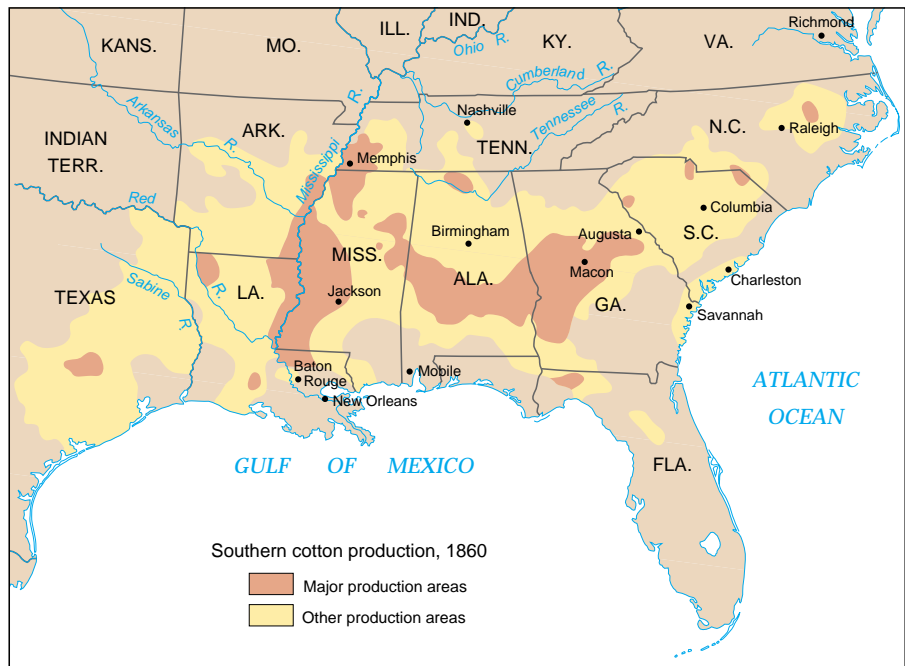 Richmond
KANS.
MO.
ILL.
IND.
Ohio R.
KY.
VA.
Cumberland R.
Arkansas R.
Mississippi R.
Nashville
Tennessee R.
INDIAN
TERR.
ARK.
TENN.
N.C.
Raleigh
Memphis
Red
Columbia
S.C.
Birmingham
Augusta
MISS.
ALA.
Macon
Charleston
TEXAS
Sabine R.
LA.
R.
Jackson
GA.
Savannah
Baton
Rouge
Mobile
New Orleans
ATLANTIC
OCEAN
GULF OF MEXICO
FLA.
Southern cotton production, 1860
Major production areas
Other production areas